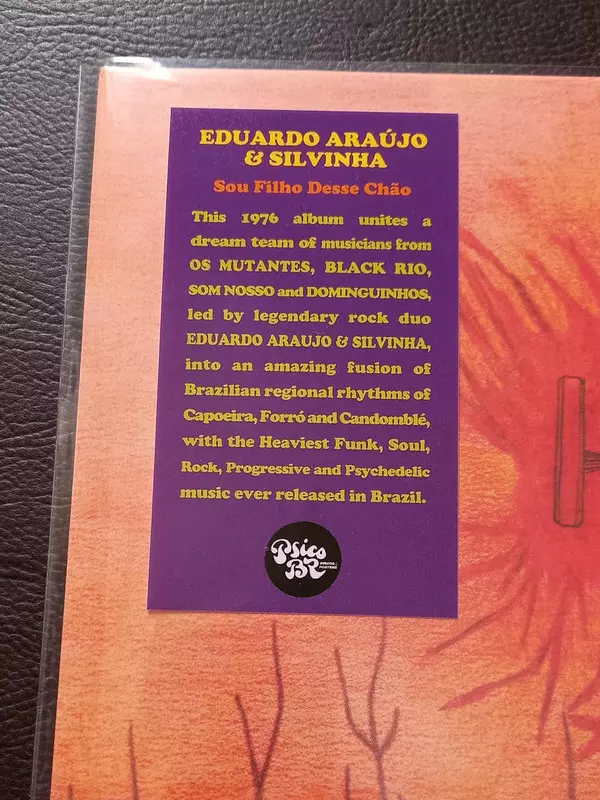 EDUARDO ARAÚJO
& SILVINHA
Sou Filho Desse Chão
This 1976 album unites a
dream team of musicians from
OS MUTANTES, BLACK RIO,
SOM NOSSO and DOMINGUINHOS,
led by legendary rock duo
EDUARDO ARAUJO & SILVINHA,
into an amazing fusion of
Brazilian regional rhythms of
Capoeira, Forró and Candomblé,
with the Heaviest Funk, Soul,
Rock, Progressive and Psychedelic
music ever released in Brazil.
Psico
BR
DISCOS &
POSTERS